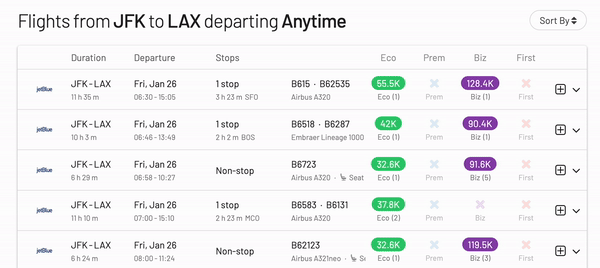 Flights from JFK to LAX departing Anytime
Sort By
Duration Departure Stops Eco Prem Biz First
jetBlue JFK - LAX Fri, Jan 26 1 stop B615 · B62535 55.5K 128.4K
11 h 35 m 06:30 - 15:05 3 h 23 m SFO Airbus A320 Eco (1) Prem Biz (1) First
jetBlue JFK - LAX Fri, Jan 26 1 stop B6518 · B6287 42K 90.4K
10 h 3 m 06:46 - 13:49 2 h 2 m BOS Embraer Lineage 1000 Eco (1) Prem Biz (1) First
jetBlue JFK - LAX Fri, Jan 26 Non-stop B6723 32.6K 91.6K
6 h 29 m 06:58 - 10:27 Airbus A320 · Seat Eco (1) Prem Biz (5) First
jetBlue JFK - LAX Fri, Jan 26 1 stop B6583 · B6131 37.8K
11 h 10 m 07:00 - 15:10 2 h 23 m MCO Airbus A320 Eco (2) Prem Biz First
jetBlue JFK - LAX Fri, Jan 26 Non-stop B62123 32.6K 119.5K
6 h 24 m 08:00 - 11:24 Airbus A321neo · Se Eco (1) Prem Biz (3) First